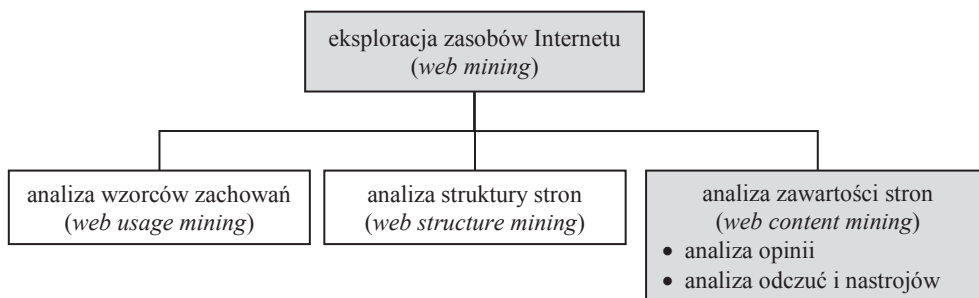 eksploracja zasobów Internetu
(web mining)
analiza wzorców zachowań
(web usage mining)
analiza struktury stron
(web structure mining)
analiza zawartości stron
(web content mining)
• analiza opinii
• analiza odczuć i nastrojów